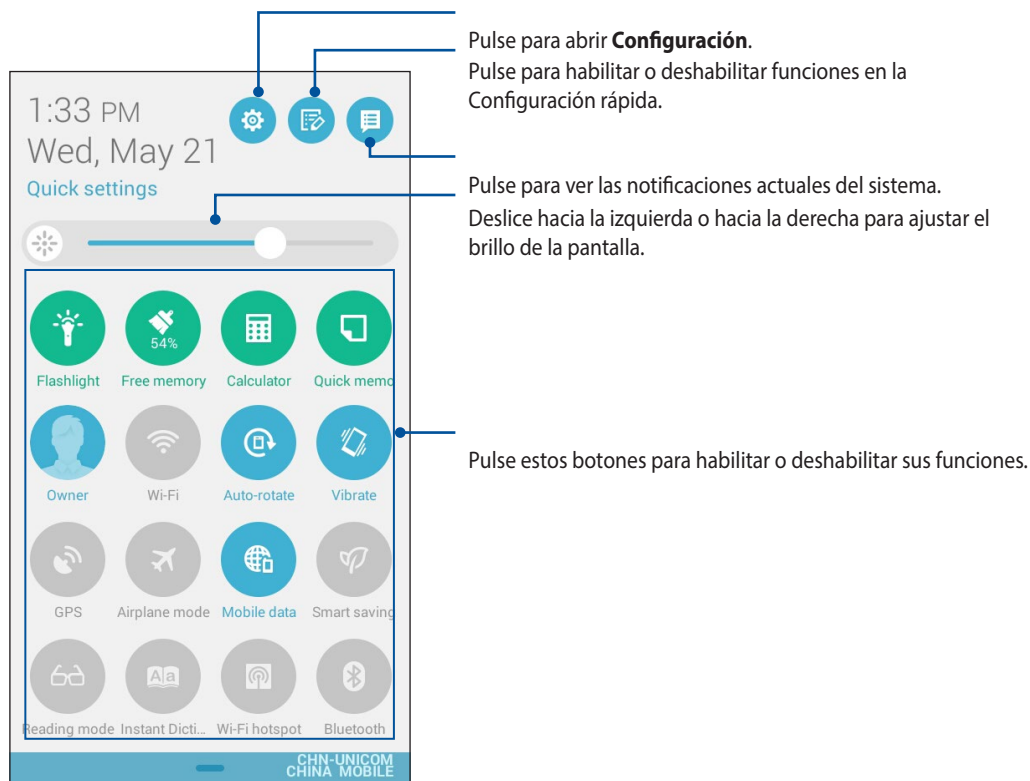 Pulse para abrir Configuración.
Pulse para habilitar o deshabilitar funciones en la
Configuración rápida.
Pulse para ver las notificaciones actuales del sistema.
Deslice hacia la izquierda o hacia la derecha para ajustar el
brillo de la pantalla.
Pulse estos botones para habilitar o deshabilitar sus funciones.
1:33 PM
Wed, May 21
Quick settings
54%
Flashlight Free memory Calculator Quick memo
Owner Wi-Fi Auto-rotate Vibrate
GPS Airplane mode Mobile data Smart saving
Aa
Reading mode Instant Dicti... Wi-Fi hotspot Bluetooth
CHN-UNICOM
CHINA MOBILE